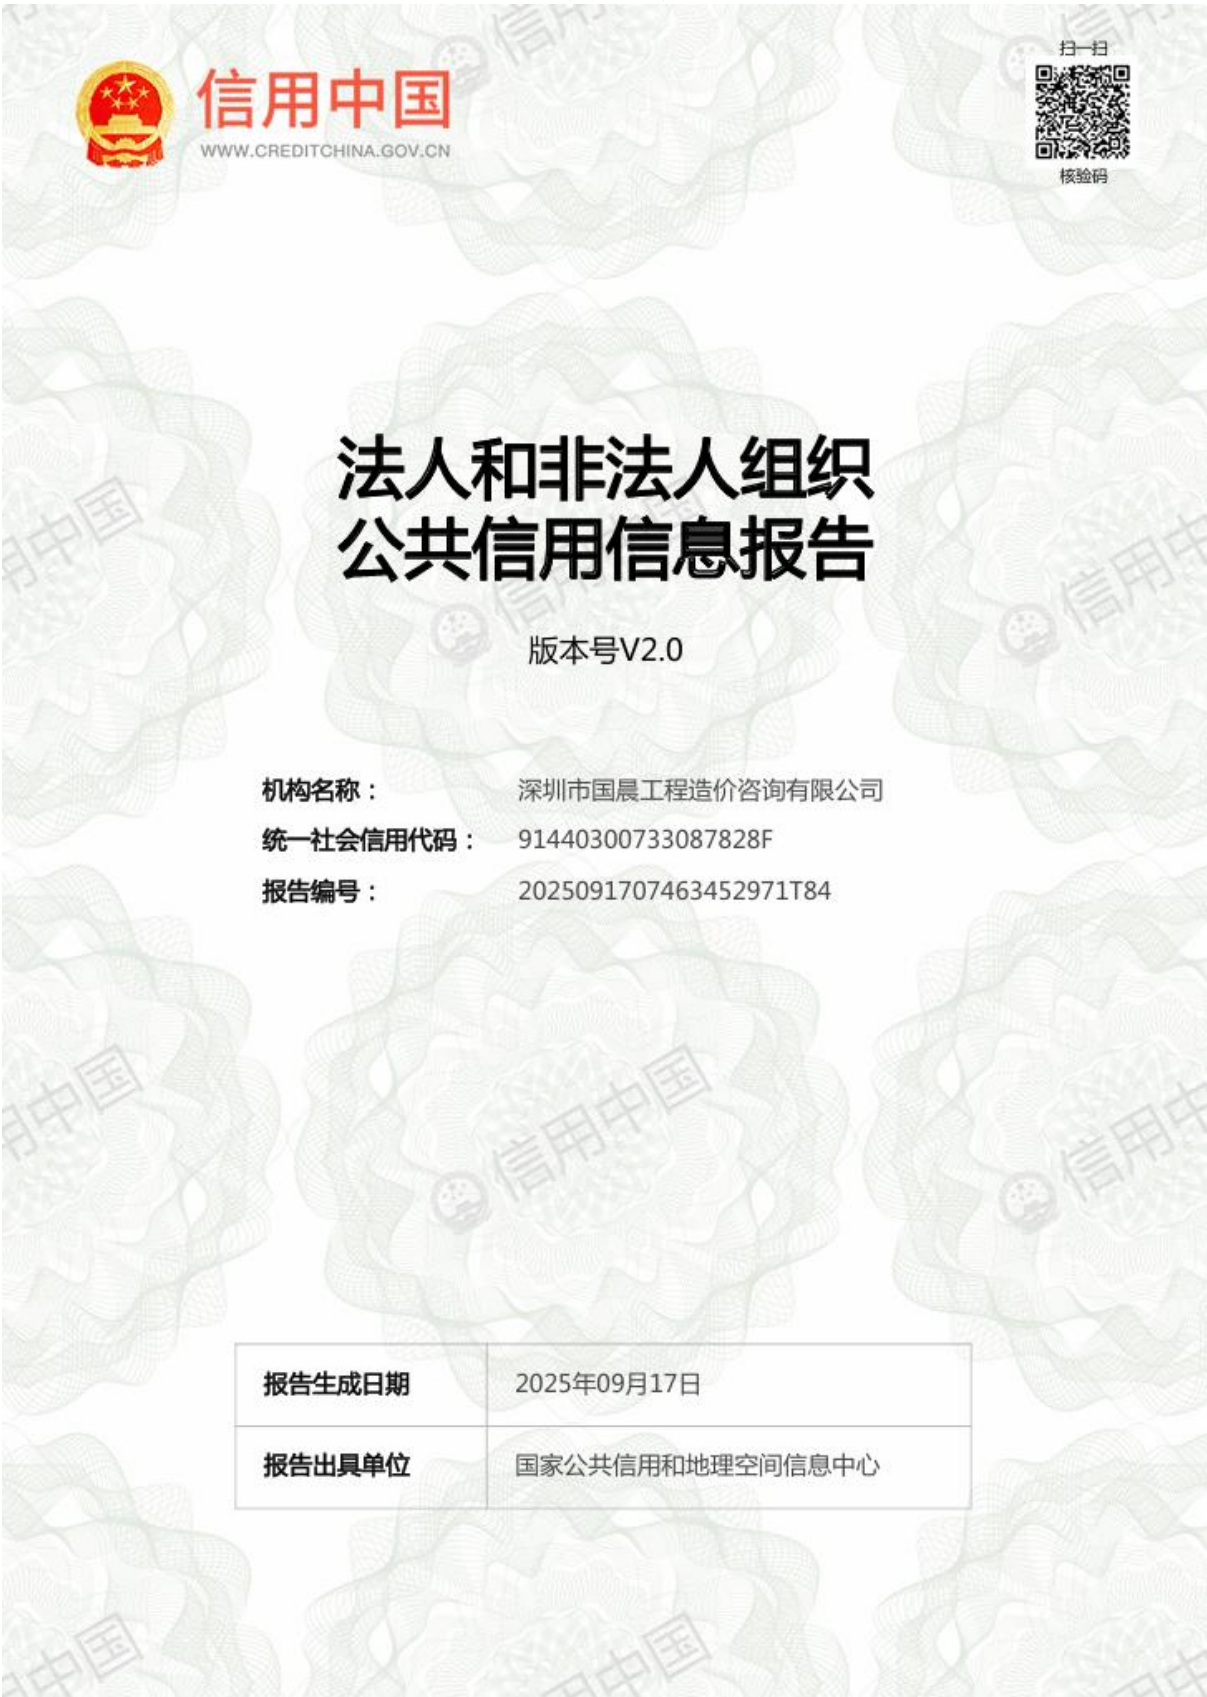 扫一扫
信用中国
WWW.CREDITCHINA.GOV.CN
核验码
法人和非法人组织
公共信用信息报告
版本号V2.0
机构名称：深圳市国晨工程造价咨询有限公司
统一社会信用代码：91440300733087828F
报告编号：2025091707463452971T84
报告生成日期 2025年09月17日
报告出具单位 国家公共信用和地理空间信息中心